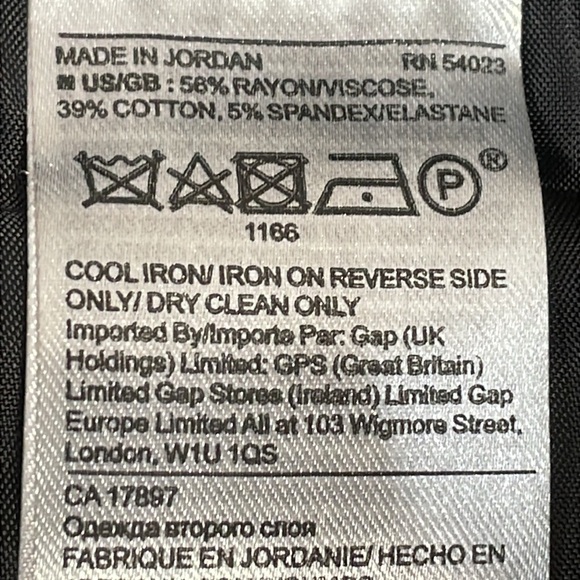 MADE IN JORDAN RN 54023
US/GB : 56% RAYON/VISCOSE,
39% COTTON, 5% SPANDEX/ELASTANE
P ®
1166
COOL IRON/ IRON ON REVERSE SIDE
ONLY/ DRY CLEAN ONLY
Imported By/Importe Par: Gap (UK
Holdings) Limited: GPS (Great Britain)
Limited Gap Stores (Ireland) Limited Gap
Europe Limited All at 103 Wigmore Street,
London, W1U 1QS
CA 17897
Одежда второго слоя
FABRIQUE EN JORDANIE/ HECHO EN